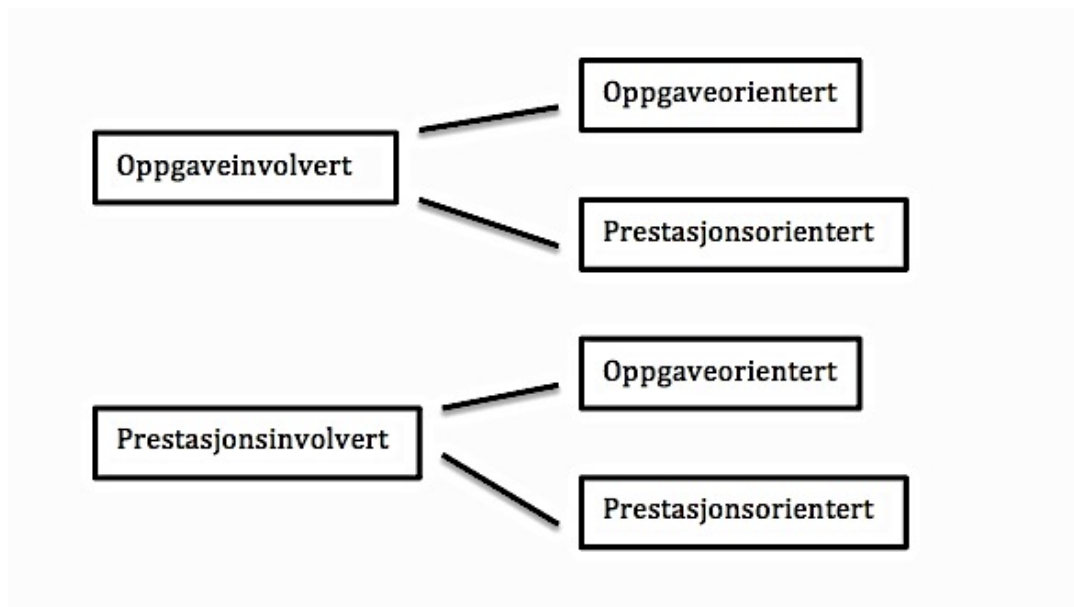 Oppgaveorientert
Oppgaveinvolvert
Prestasjonsorientert
Oppgaveorientert
Prestasjonsinvolvert
Prestasjonsorientert